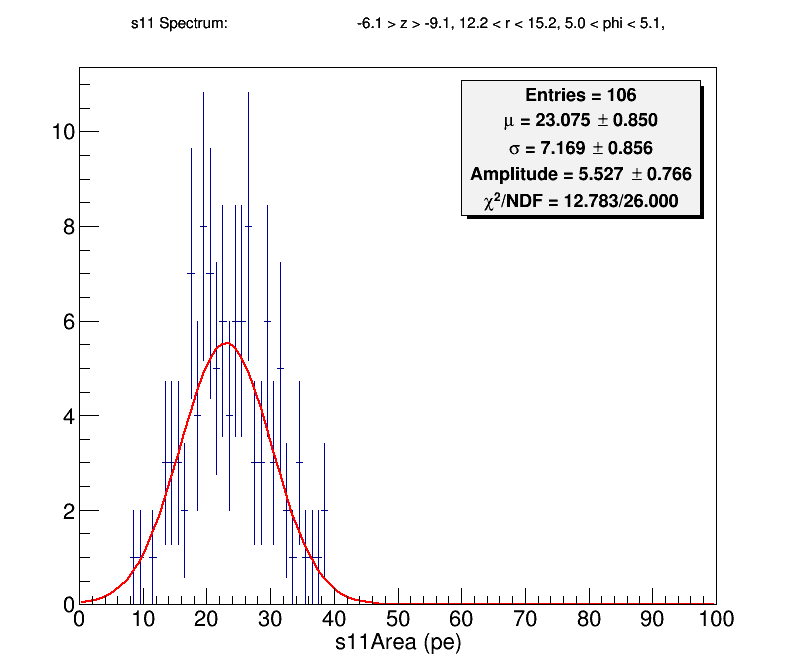 s11 Spectrum: -6.1 > z > -9.1, 12.2 < r < 15.2, 5.0 < phi < 5.1,
Entries = 106
μ = 23.075 ± 0.850
σ = 7.169 ± 0.856
Amplitude = 5.527 ± 0.766
χ²/NDF = 12.783/26.000
10
8
6
4
2
0
0 10 20 30 40 50 60 70 80 90 100
s11Area (pe)